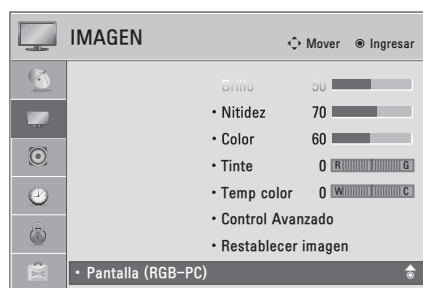 IMAGEN
Mover Ingresar
• Brillo 50
• Nitidez 70
• Color 60
• Tinte 0 R G
• Temp color 0 W C
• Control Avanzado
• Restablecer imagen
• Pantalla (RGB-PC)